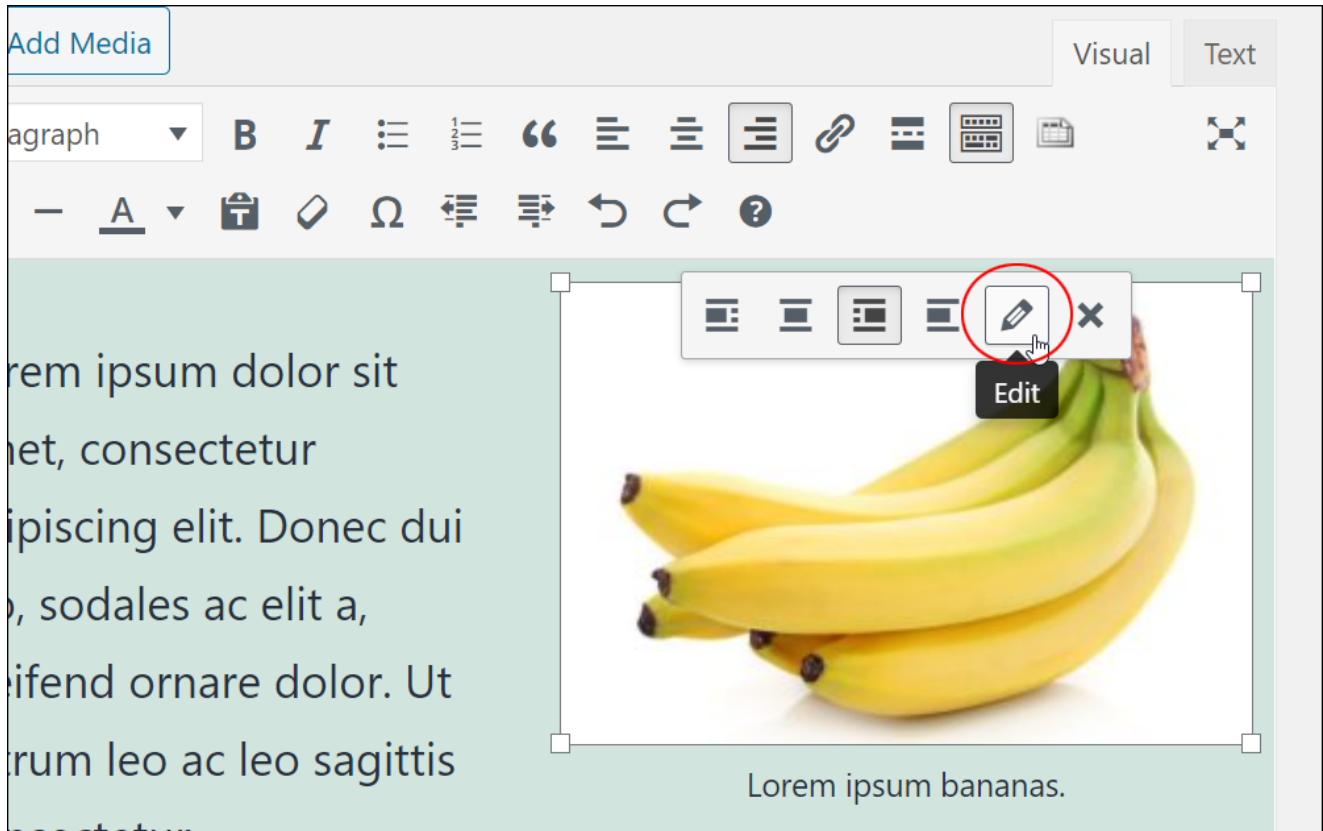 Add Media
Visual
Text
agraph
B I
A
Ω
Edit
rem ipsum dolor sit
et, consectetur
ipiscing elit. Donec dui
, sodales ac elit a,
eifend ornare dolor. Ut
trum leo ac leo sagittis
Lorem ipsum bananas.